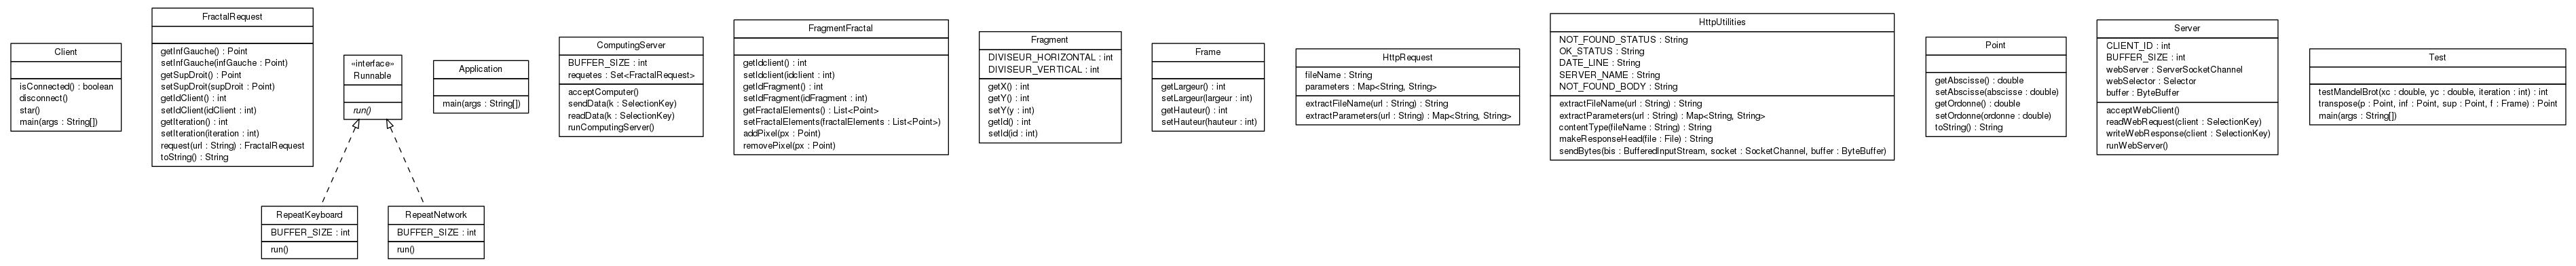 Client
isConnected() : boolean
disconnect()
star()
main(args : String[])
FractalRequest
getInfGauche() : Point
setInfGauche(infGauche : Point)
getSupDroit() : Point
setSupDroit(supDroit : Point)
getIdClient() : int
setIdClient(idClient : int)
getIteration() : int
setIteration(iteration : int)
request(url : String) : FractalRequest
toString() : String
«interface»
Runnable
run()
RepeatKeyboard
BUFFER_SIZE : int
run()
RepeatNetwork
BUFFER_SIZE : int
run()
Application
main(args : String[])
ComputingServer
BUFFER_SIZE : int
requetes : Set<FractalRequest>
acceptComputer()
sendData(k : SelectionKey)
readData(k : SelectionKey)
runComputingServer()
FragmentFractal
getIdclient() : int
setIdclient(idclient : int)
getIdFragment() : int
setIdFragment(idFragment : int)
getFractalElements() : List<Point>
setFractalElements(fractalElements : List<Point>)
addPixel(px : Point)
removePixel(px : Point)
Fragment
DIVISEUR_HORIZONTAL : int
DIVISEUR_VERTICAL : int
getX() : int
getY() : int
setY(y : int)
getId() : int
setId(id : int)
Frame
getLargeur() : int
setLargeur(largeur : int)
getHauteur() : int
setHauteur(hauteur : int)
HttpRequest
fileName : String
parameters : Map<String, String>
extractFileName(url : String) : String
extractParameters(url : String) : Map<String, String>
HttpUtilities
NOT_FOUND_STATUS : String
OK_STATUS : String
DATE_LINE : String
SERVER_NAME : String
NOT_FOUND_BODY : String
extractFileName(url : String) : String
extractParameters(url : String) : Map<String, String>
contentType(fileName : String) : String
makeResponseHead(file : File) : String
sendBytes(bis : BufferedInputStream, socket : SocketChannel, buffer : ByteBuffer)
Point
getAbscisse() : double
setAbscisse(abscisse : double)
getOrdonne() : double
setOrdonne(ordonne : double)
toString() : String
Server
CLIENT_ID : int
BUFFER_SIZE : int
webServer : ServerSocketChannel
webSelector : Selector
buffer : ByteBuffer
acceptWebClient()
readWebRequest(client : SelectionKey)
writeWebResponse(client : SelectionKey)
runWebServer()
Test
testMandelBrot(xc : double, yc : double, iteration : int) : int
transpose(p : Point, inf : Point, sup : Point, f : Frame) : Point
main(args : String[])